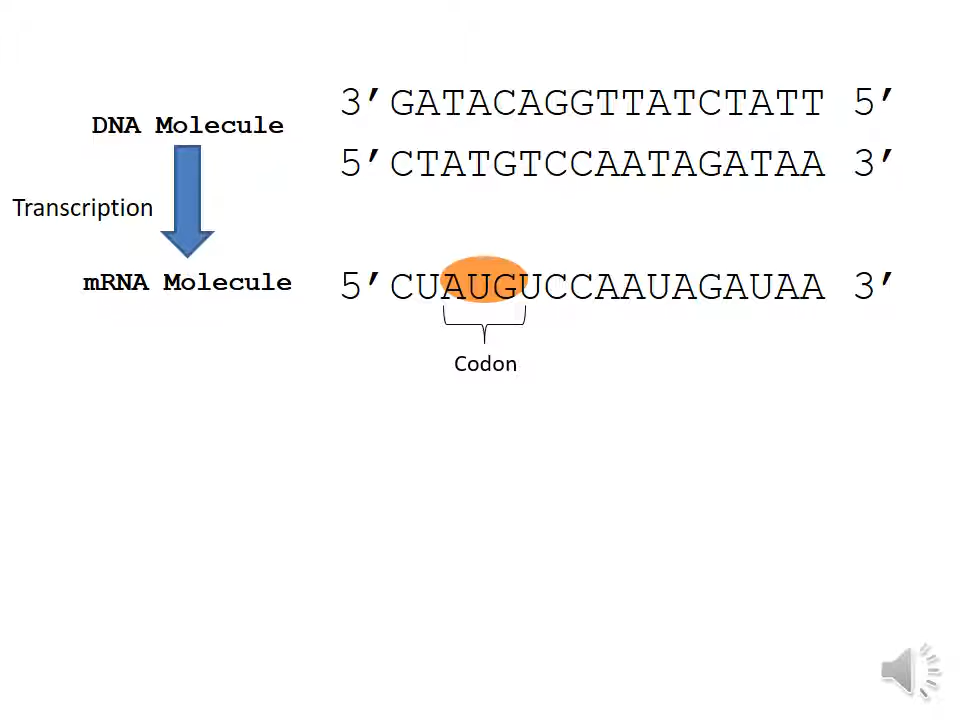 3’GATACAGGTTATCTATT 5’
DNA Molecule
5’CTATGTCCAATAGATAA 3’
Transcription
mRNA Molecule
5’CUAUGUCCAAUAGAUAA 3’
Codon